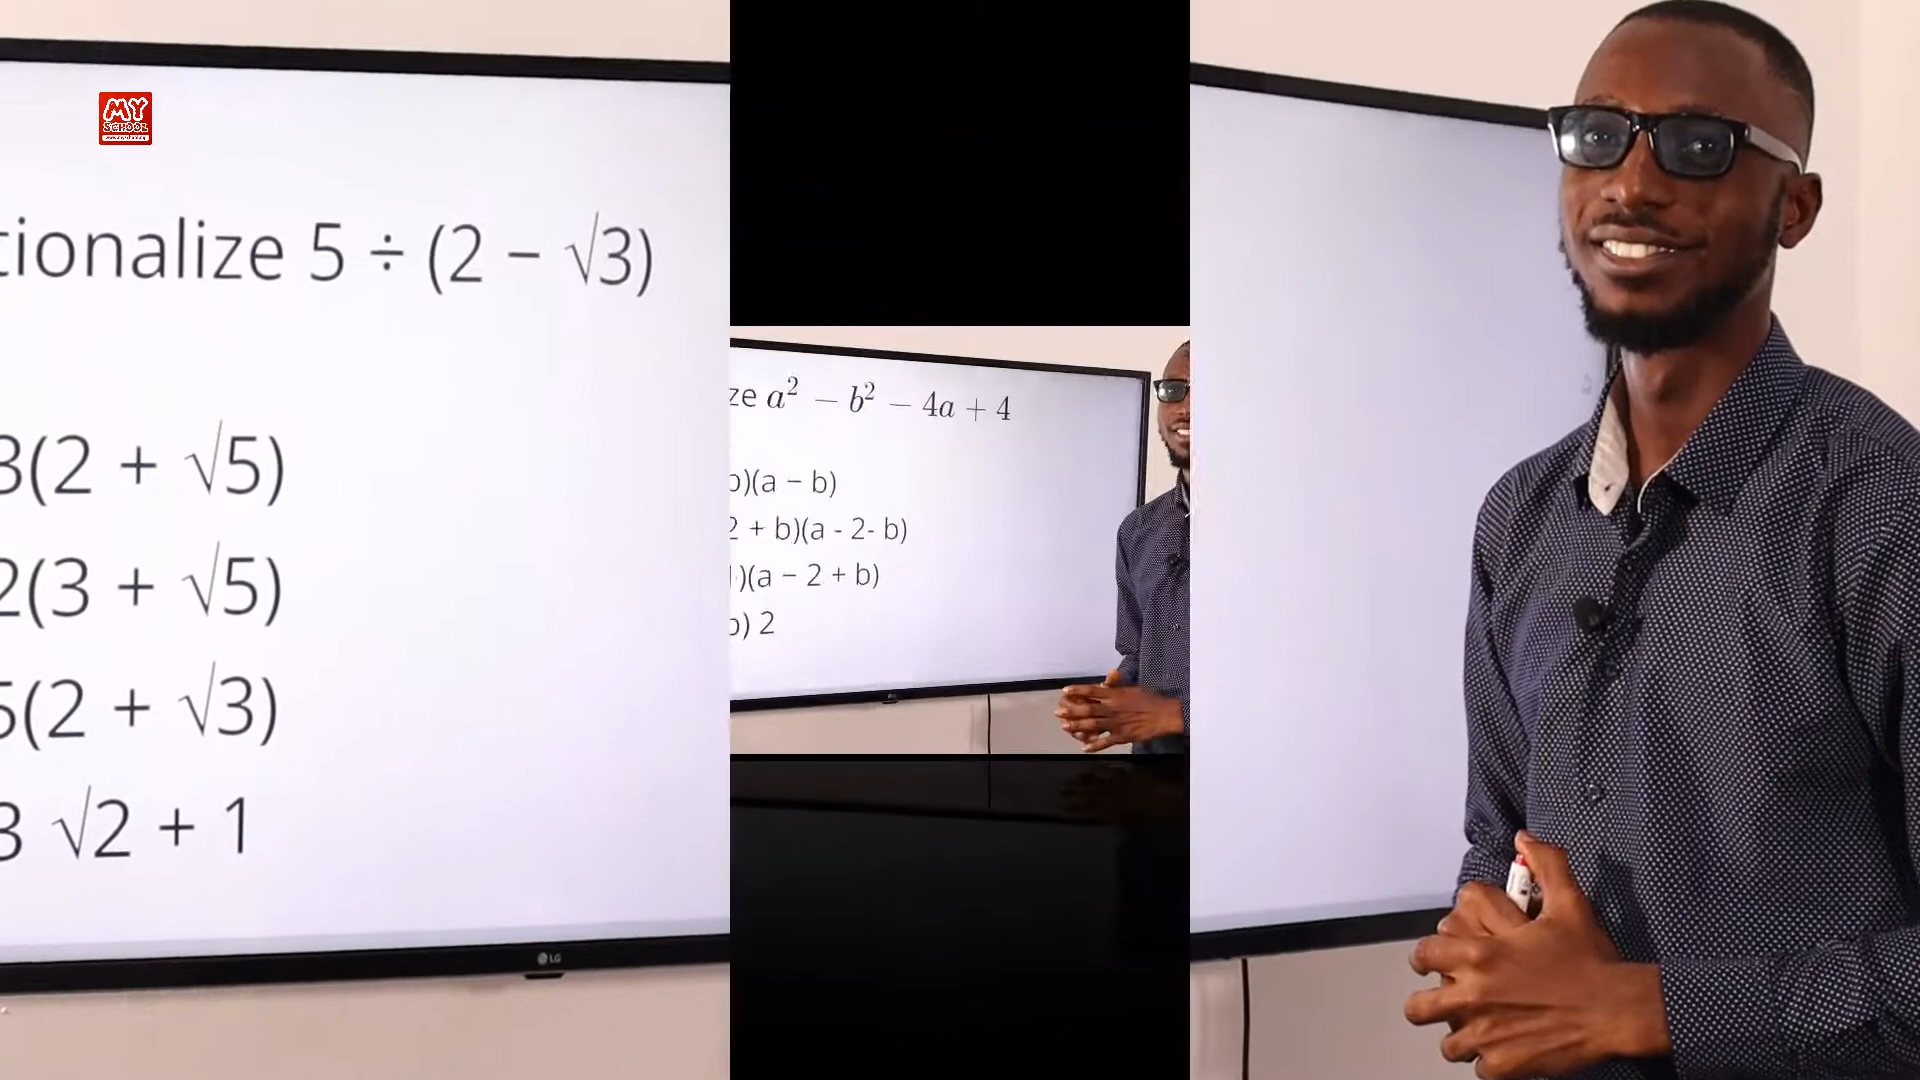 MY
SCHOOL
tionalize 5 ÷ (2 − √3)
3(2 + √5)
2(3 + √5)
5(2 + √3)
3 √2 + 1
LG
ze a² − b² − 4a + 4
b)(a − b)
2 + b)(a - 2- b)
)(a − 2 + b)
b) 2